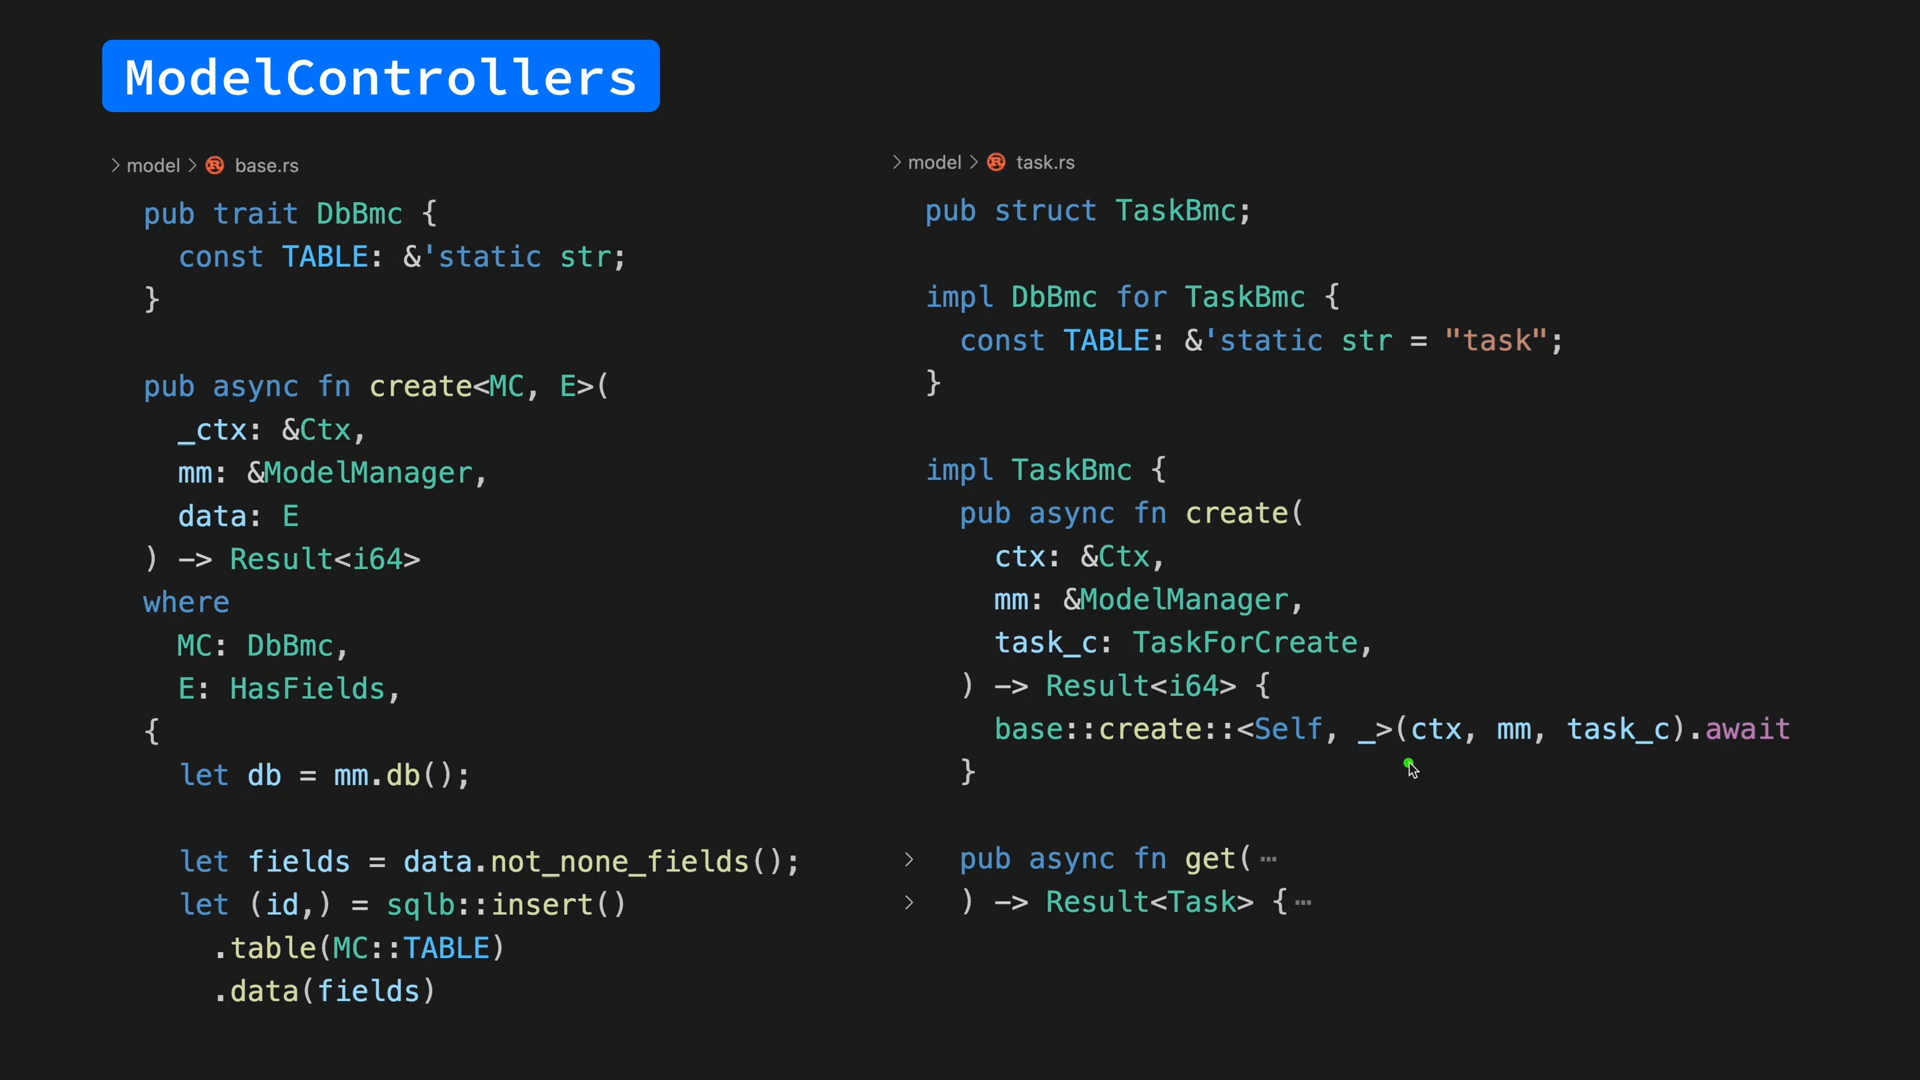 ModelControllers
> model > base.rs
pub trait DbBmc {
  const TABLE: &'static str;
}
pub async fn create<MC, E>(
  _ctx: &Ctx,
  mm: &ModelManager,
  data: E
) -> Result<i64>
where
  MC: DbBmc,
  E: HasFields,
{
  let db = mm.db();
  let fields = data.not_none_fields();
  let (id,) = sqlb::insert()
    .table(MC::TABLE)
    .data(fields)
> model > task.rs
pub struct TaskBmc;
impl DbBmc for TaskBmc {
  const TABLE: &'static str = "task";
}
impl TaskBmc {
  pub async fn create(
    ctx: &Ctx,
    mm: &ModelManager,
    task_c: TaskForCreate,
  ) -> Result<i64> {
    base::create::<Self, _>(ctx, mm, task_c).await
  }
> pub async fn get(⋯
> ) -> Result<Task> {⋯